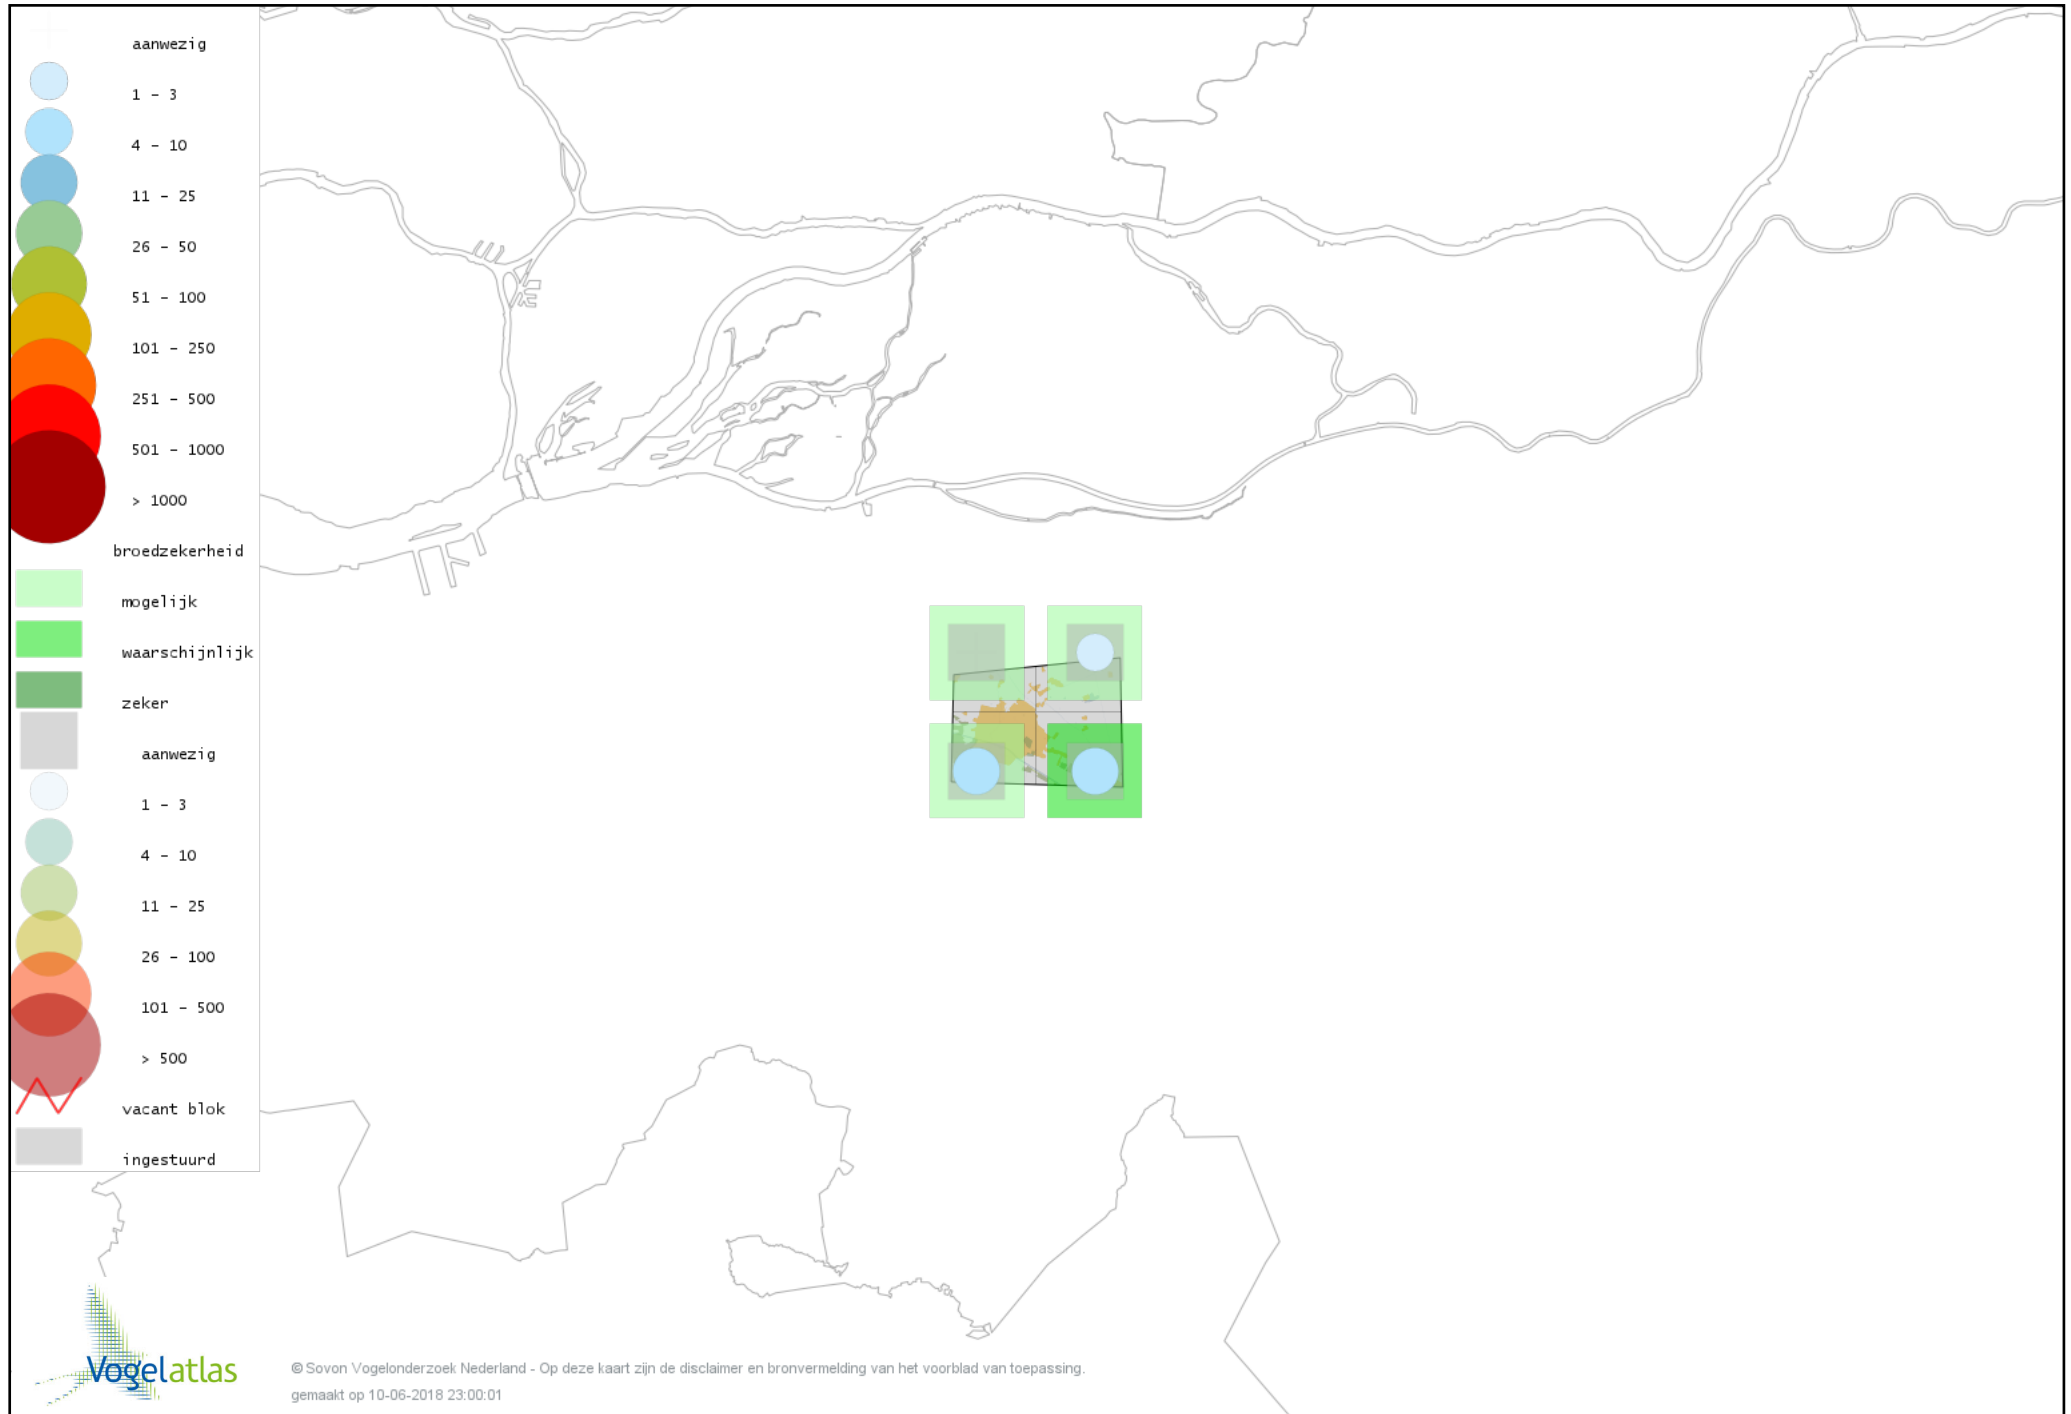 aanwezig
1 - 3
4 - 10
11 - 25
26 - 50
51 - 100
101 - 250
251 - 500
501 - 1000
> 1000
broedzekerheid
mogelijk
waarschijnlijk
zeker
aanwezig
1 - 3
4 - 10
11 - 25
26 - 100
101 - 500
> 500
vacant blok
ingestuurd
Vogelatlas
© Sovon Vogelonderzoek Nederland - Op deze kaart zijn de disclaimer en bronvermelding van het voorblad van toepassing.
gemaakt op 10-06-2018 23:00:01